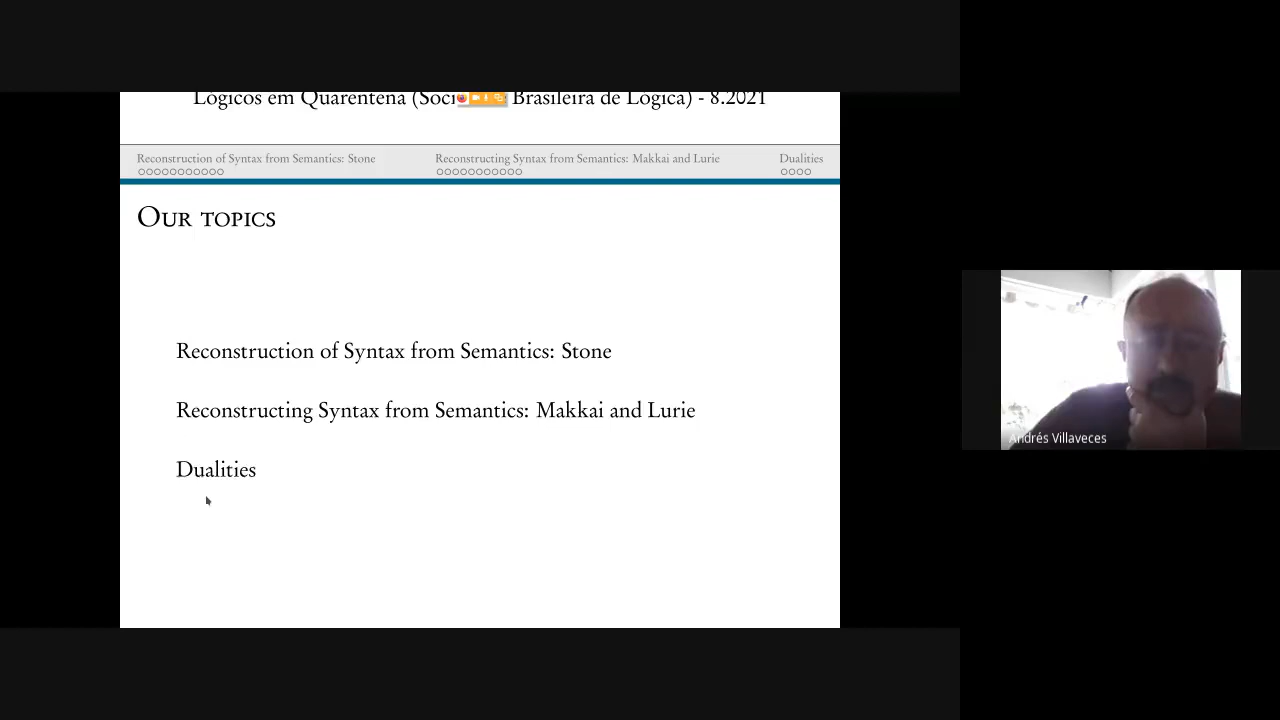 Lógicos em Quarentena (Soci Brasileira de Lógica) - 8.2021
Reconstruction of Syntax from Semantics: Stone
Reconstructing Syntax from Semantics: Makkai and Lurie
Dualities
Our topics
Reconstruction of Syntax from Semantics: Stone
Reconstructing Syntax from Semantics: Makkai and Lurie
Dualities
Andrés Villaveces